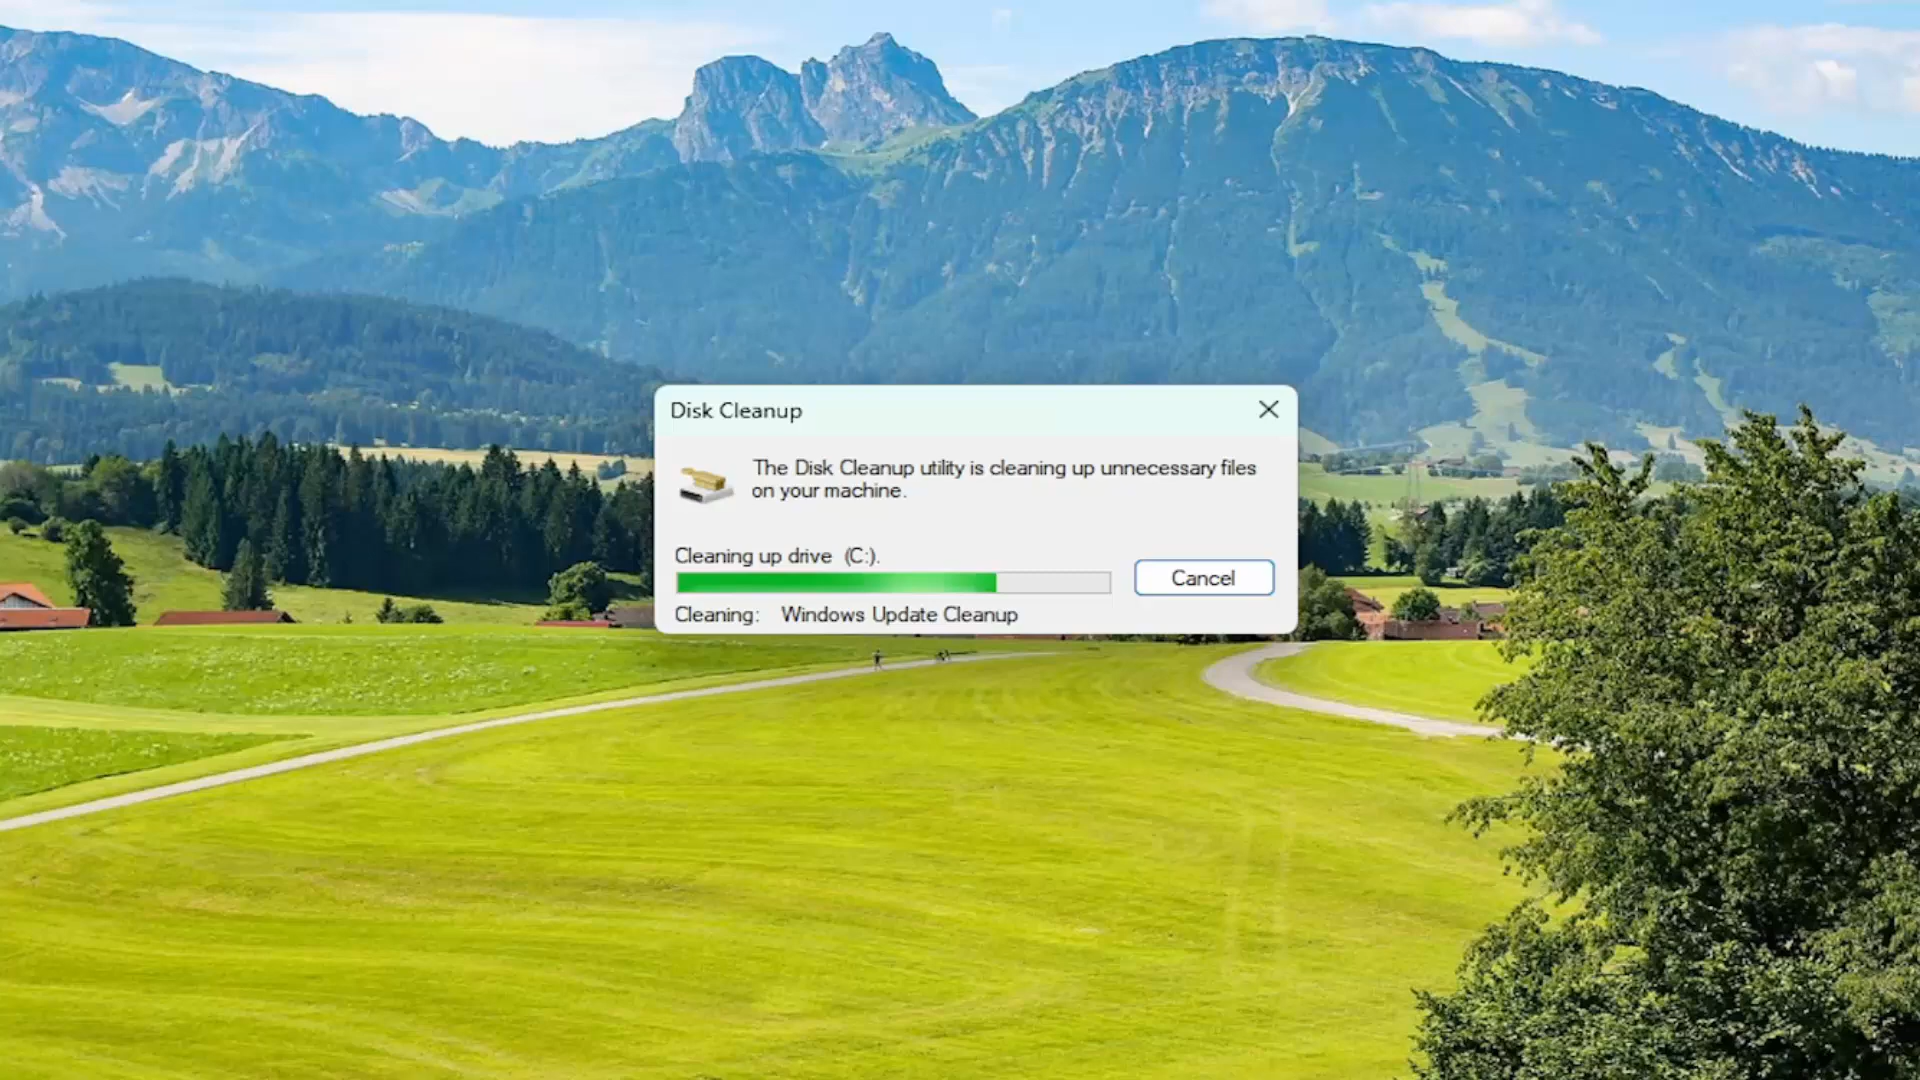 Disk Cleanup
The Disk Cleanup utility is cleaning up unnecessary files
on your machine.
Cleaning up drive (C:).
Cancel
Cleaning: Windows Update Cleanup